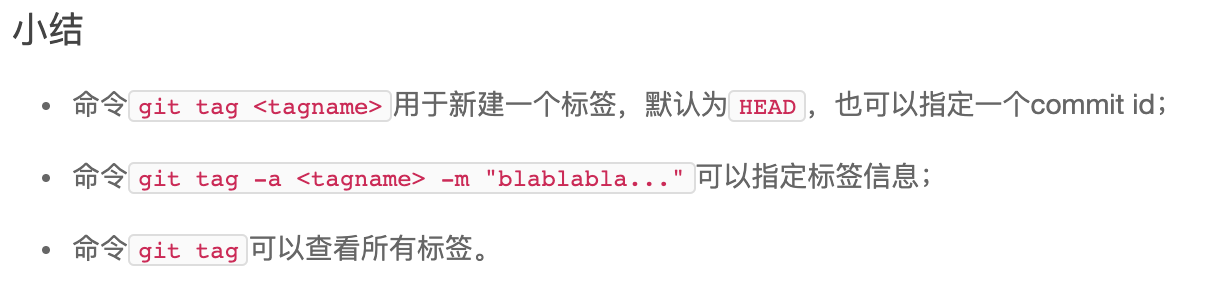 小结
命令git tag <tagname>用于新建一个标签，默认为HEAD，也可以指定一个commit id；
命令git tag -a <tagname> -m "blablabla..."可以指定标签信息；
命令git tag可以查看所有标签。